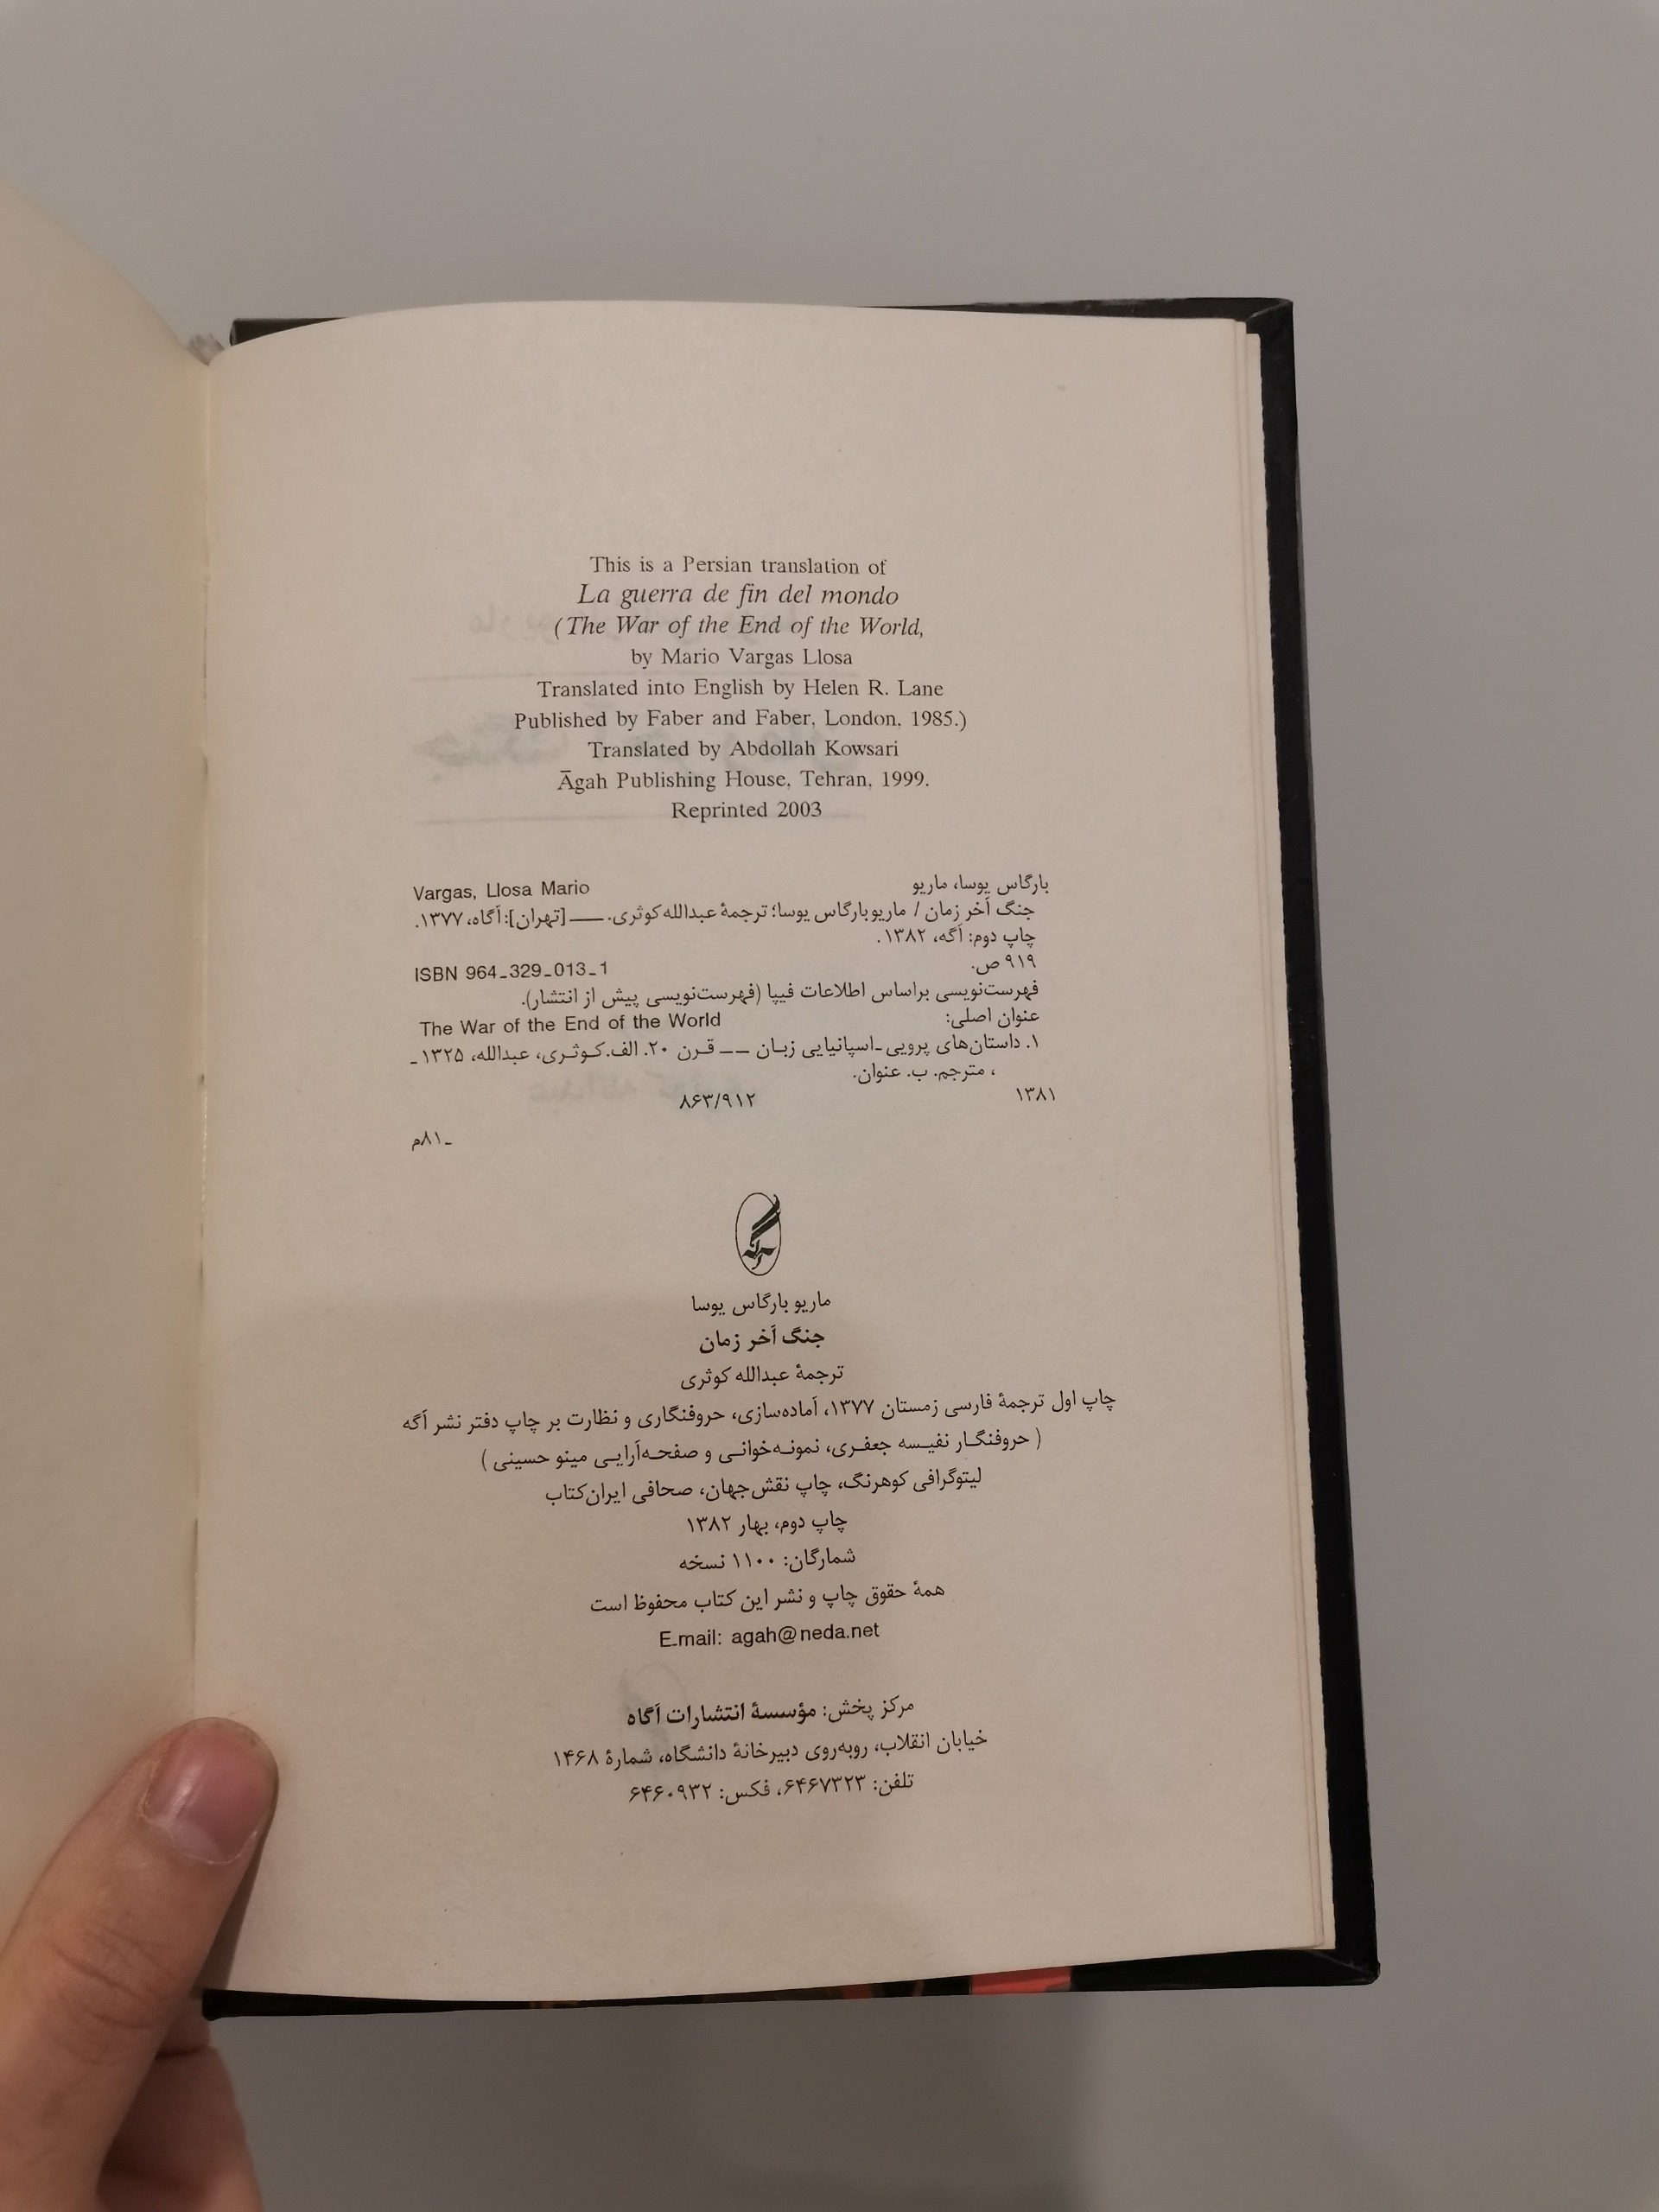 This is a Persian translation of
La guerra de fin del mondo
(The War of the End of the World,
by Mario Vargas Llosa
Translated into English by Helen R. Lane
Published by Faber and Faber, London, 1985.)
Translated by Abdollah Kowsari
Āgah Publishing House, Tehran, 1999.
Reprinted 2003
بارگاس یوسا، ماریو Vargas, Llosa Mario
جنگ آخر زمان / ماریو بارگاس یوسا؛ ترجمهٔ عبدالله کوثری. ـــ [تهران]: آگاه، ۱۳۷۷.
چاپ دوم: آگه، ۱۳۸۲.
۹۱۹ ص. ISBN 964-329-013-1
فهرست‌نویسی براساس اطلاعات فیپا (فهرست‌نویسی پیش از انتشار).
عنوان اصلی: The War of the End of the World
۱. داستان‌های پرویی ـ اسپانیایی زبان ــ قرن ۲۰. الف. کوثری، عبدالله، ۱۳۲۵ ـ
، مترجم. ب. عنوان.
۱۳۸۱ ۸۶۳/۹۱۲
ـ ۸۱م
آگه
ماریو بارگاس یوسا
جنگ آخر زمان
ترجمهٔ عبدالله کوثری
چاپ اول ترجمهٔ فارسی زمستان ۱۳۷۷، آماده‌سازی، حروفنگاری و نظارت بر چاپ دفتر نشر آگه
( حروفنگار نفیسه جعفری، نمونه‌خوانی و صفحه‌آرایی مینو حسینی )
لیتوگرافی کوهرنگ، چاپ نقش‌جهان، صحافی ایران‌کتاب
چاپ دوم، بهار ۱۳۸۲
شمارگان: ۱۱۰۰ نسخه
همهٔ حقوق چاپ و نشر این کتاب محفوظ است
E-mail: agah@neda.net
مرکز پخش: مؤسسهٔ انتشارات آگاه
خیابان انقلاب، روبه‌روی دبیرخانهٔ دانشگاه، شمارهٔ ۱۴۶۸
تلفن: ۶۴۶۷۳۲۳، فکس: ۶۴۶۰۹۳۲